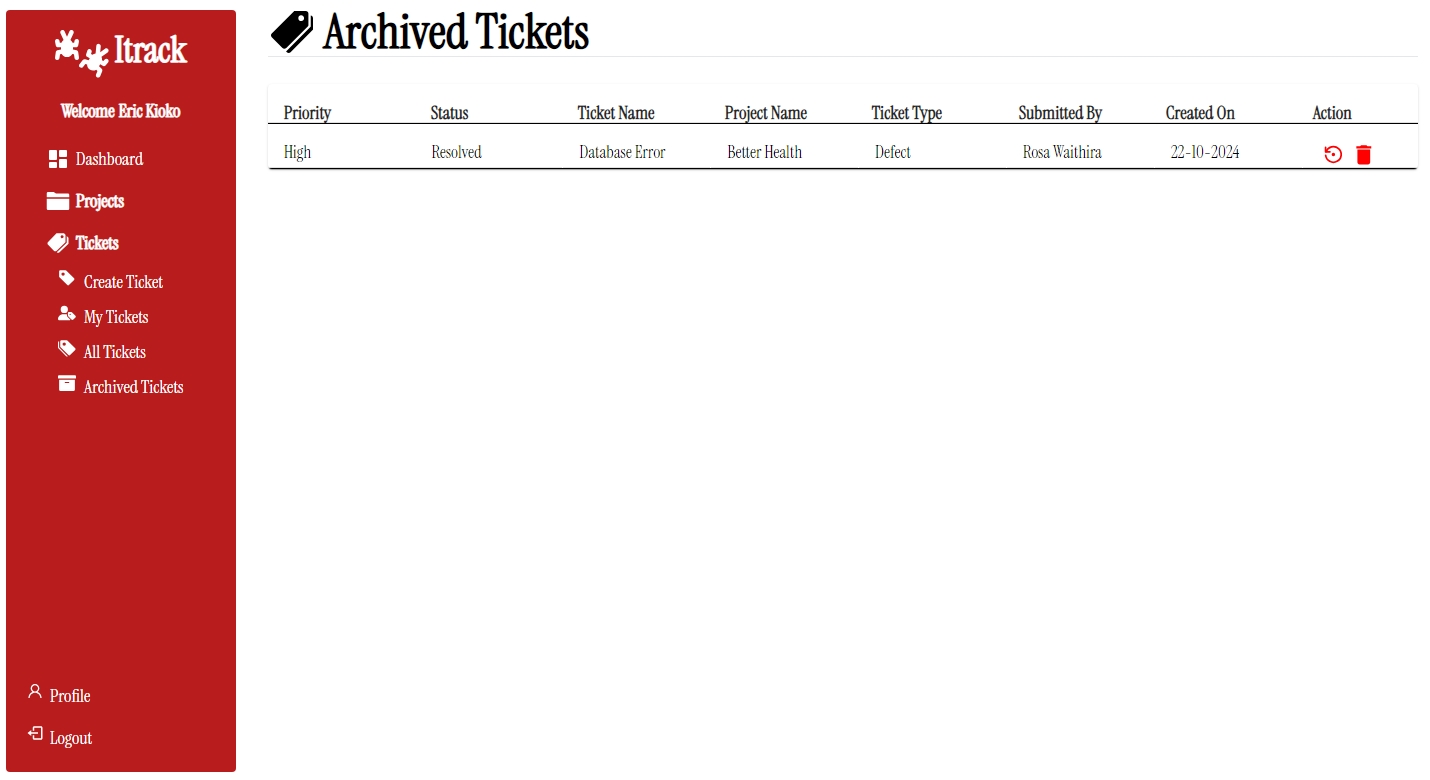 Itrack
Welcome Eric Kioko
Dashboard
Projects
Tickets
Create Ticket
My Tickets
All Tickets
Archived Tickets
Profile
Logout
Archived Tickets
Priority Status Ticket Name Project Name Ticket Type Submitted By Created On Action
High Resolved Database Error Better Health Defect Rosa Waithira 22-10-2024